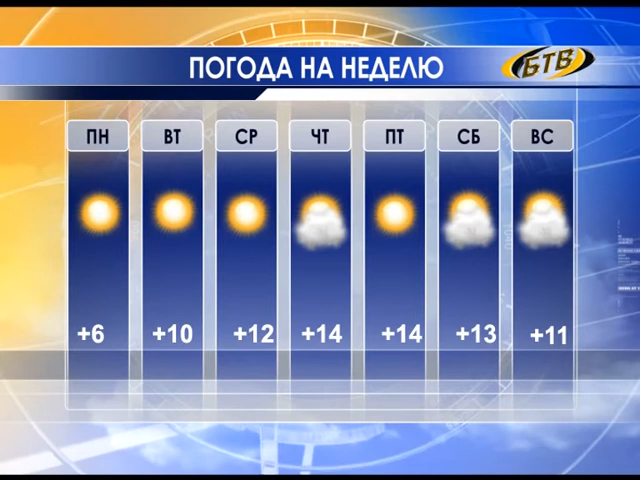 ПОГОДА НА НЕДЕЛЮ
БТВ
ПН ВТ СР ЧТ ПТ СБ ВС
+6 +10 +12 +14 +14 +13 +11